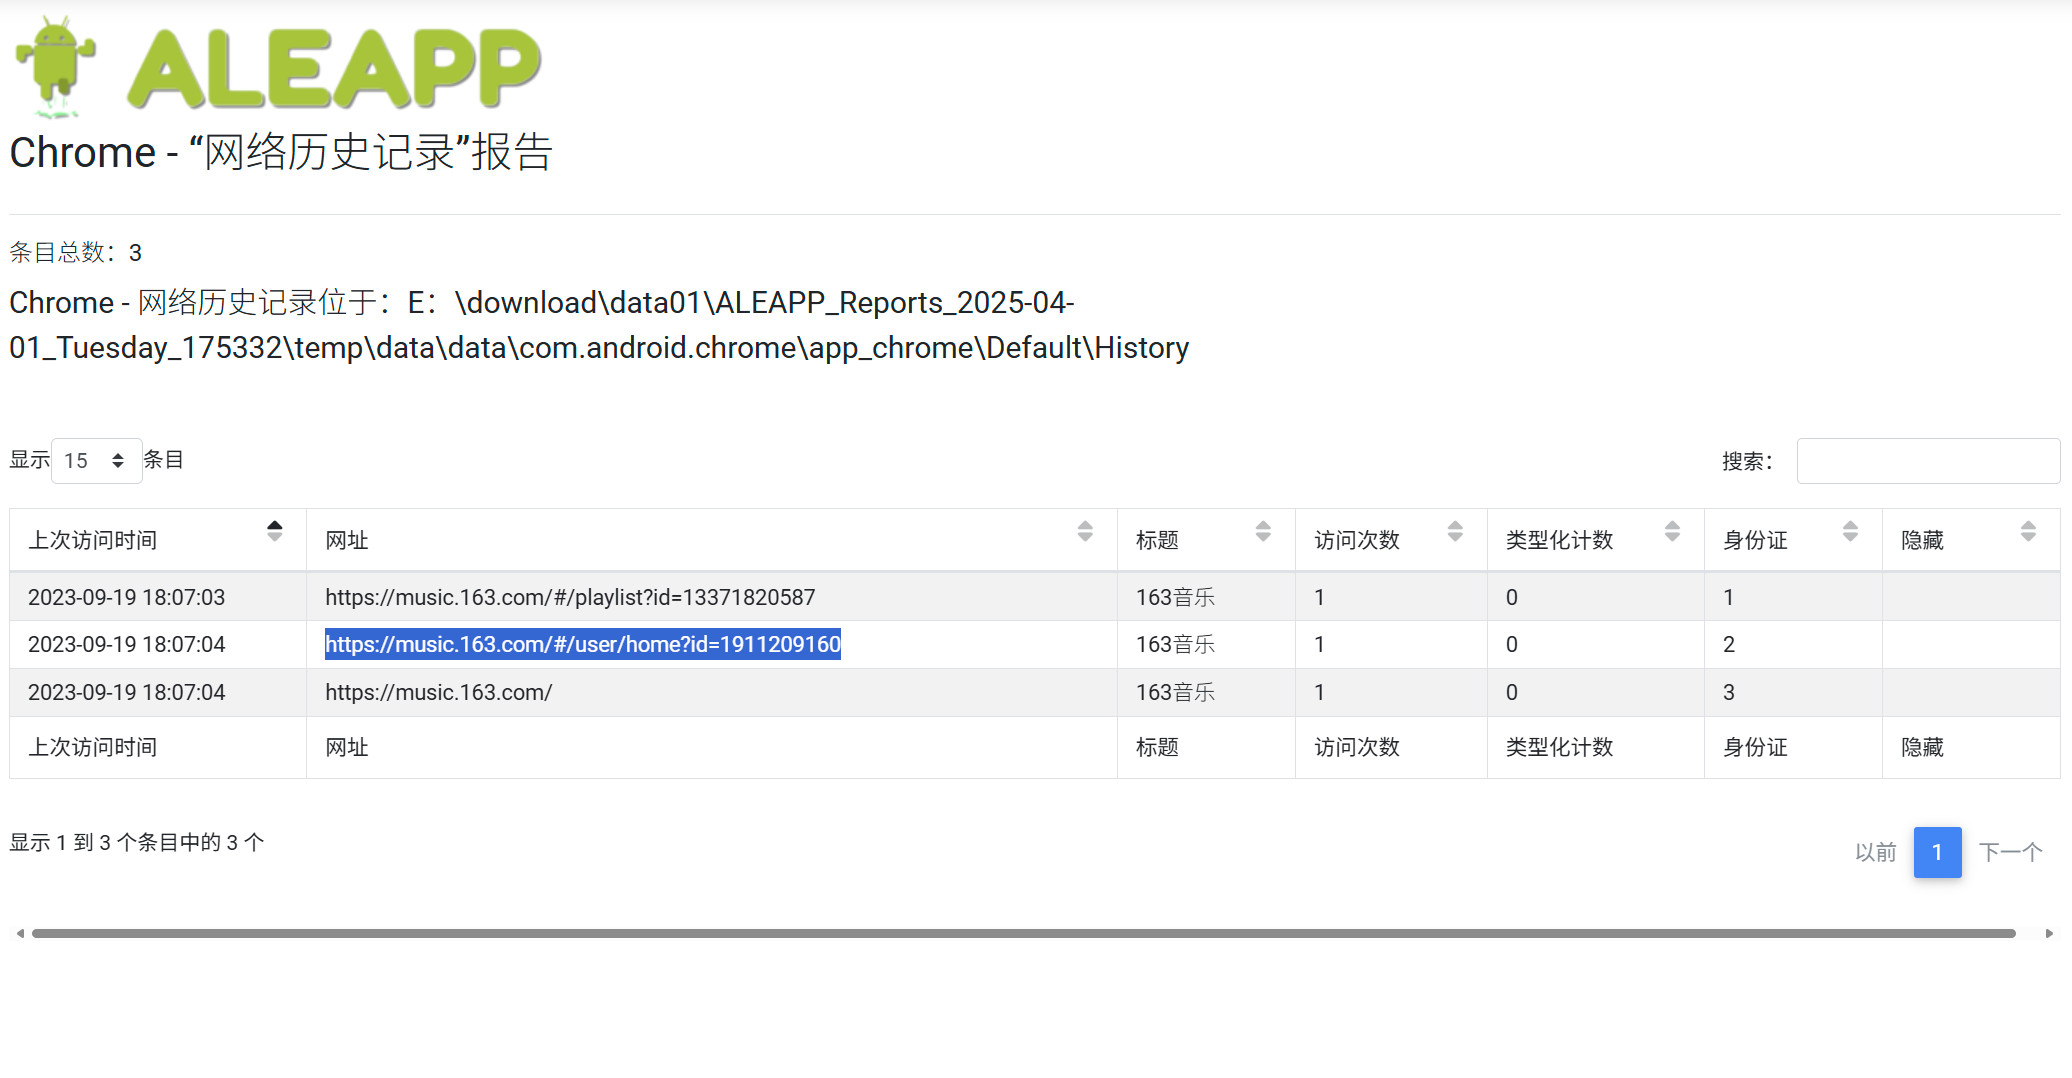 ALEAPP
Chrome - “网络历史记录”报告
条目总数：3
Chrome - 网络历史记录位于：E：\download\data01\ALEAPP_Reports_2025-04-
01_Tuesday_175332\temp\data\data\com.android.chrome\app_chrome\Default\History
显示 15 条目 搜索：
上次访问时间 网址 标题 访问次数 类型化计数 身份证 隐藏
2023-09-19 18:07:03 https://music.163.com/#/playlist?id=13371820587 163音乐 1 0 1
2023-09-19 18:07:04 https://music.163.com/#/user/home?id=1911209160 163音乐 1 0 2
2023-09-19 18:07:04 https://music.163.com/ 163音乐 1 0 3
上次访问时间 网址 标题 访问次数 类型化计数 身份证 隐藏
显示 1 到 3 个条目中的 3 个 以前 1 下一个